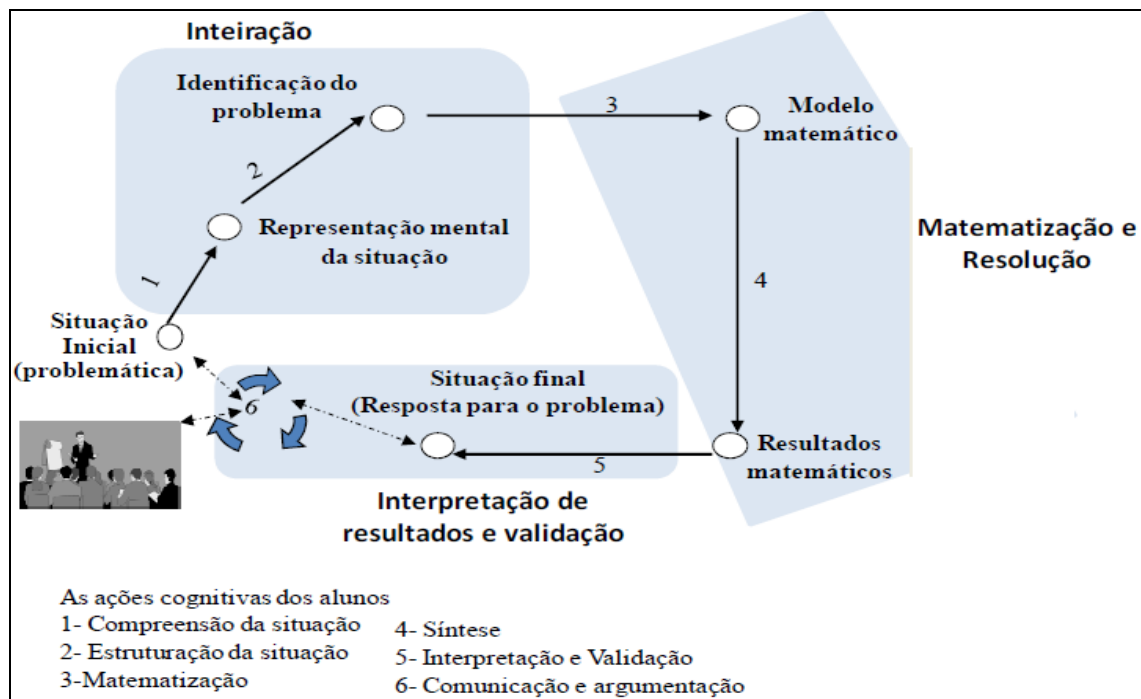 Inteiração
Identificação do
problema
3
Modelo
matemático
2
Representação mental
da situação
Matematização e
Resolução
1
4
Situação
Inicial
(problemática)
Situação final
(Resposta para o problema)
6
Resultados
matemáticos
5
Interpretação de
resultados e validação
As ações cognitivas dos alunos
1- Compreensão da situação
2- Estruturação da situação
3-Matematização
4- Síntese
5- Interpretação e Validação
6- Comunicação e argumentação